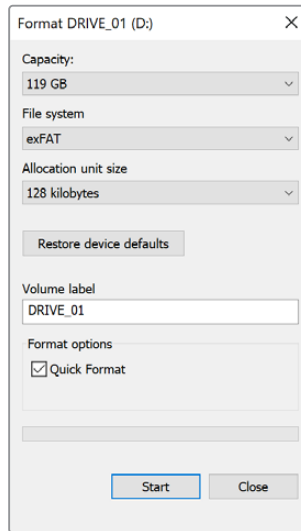 Format DRIVE_01 (D:)
Capacity:
119 GB
File system
exFAT
Allocation unit size
128 kilobytes
Restore device defaults
Volume label
DRIVE_01
Format options
Quick Format
Start Close